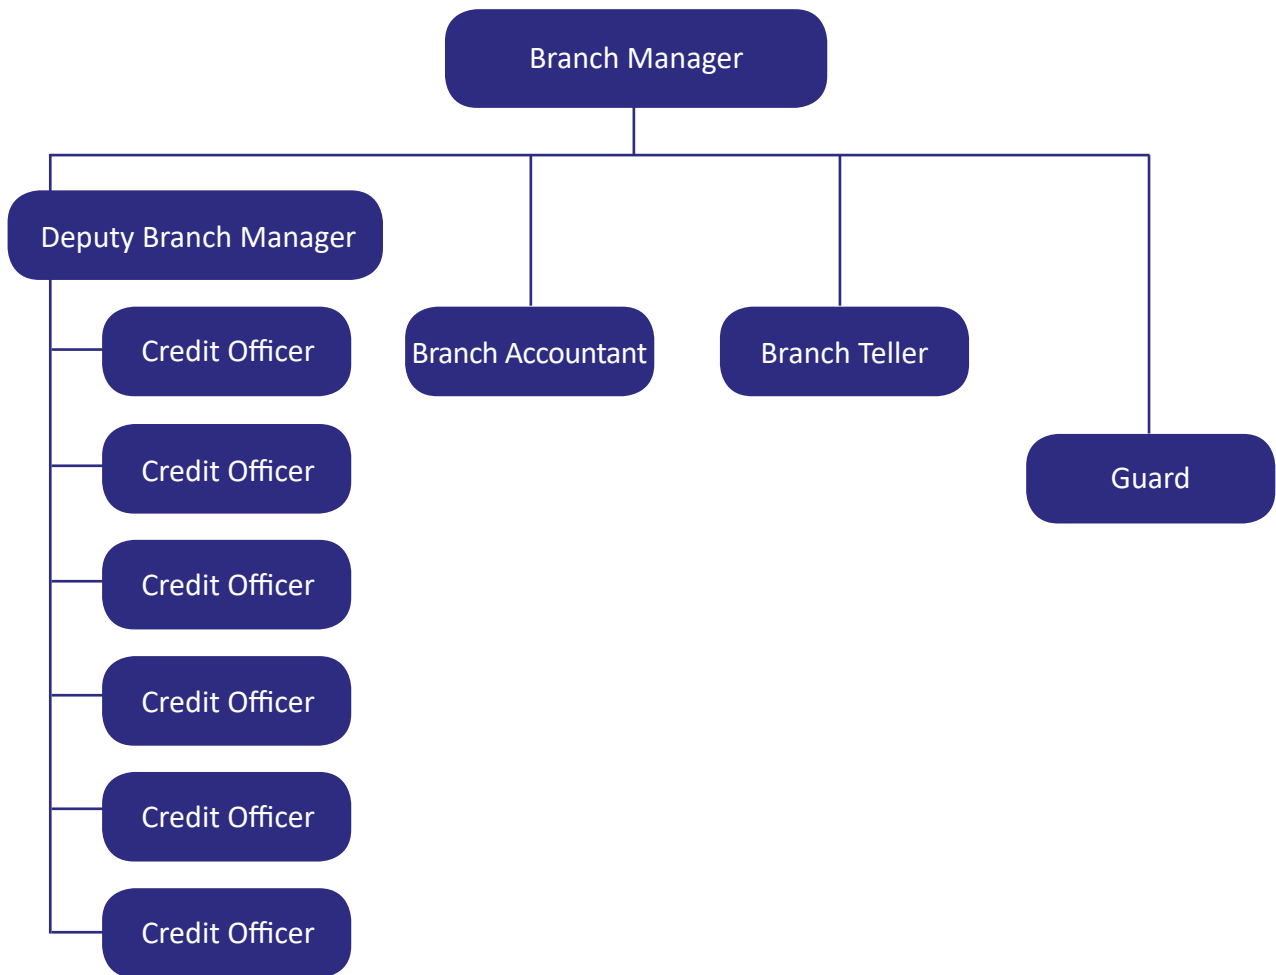 Branch Manager
Deputy Branch Manager
Credit Officer
Branch Accountant
Branch Teller
Credit Officer
Guard
Credit Officer
Credit Officer
Credit Officer
Credit Officer